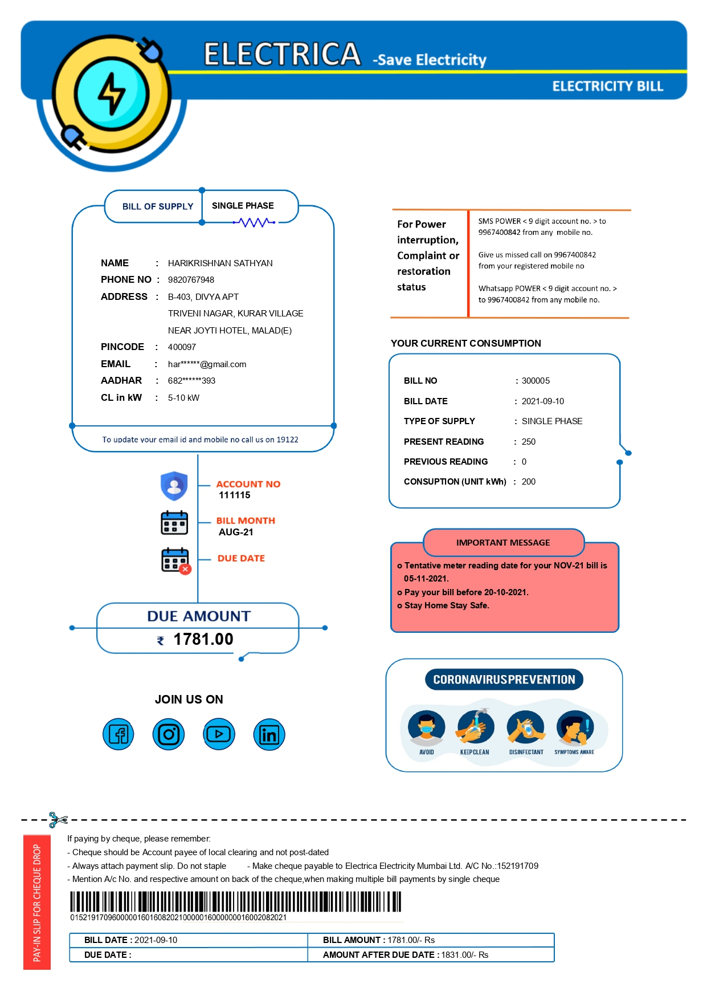 ELECTRICA -Save Electricity
ELECTRICITY BILL
BILL OF SUPPLY SINGLE PHASE
NAME : HARIKRISHNAN SATHYAN
PHONE NO : 9820767948
ADDRESS : B-403, DIVYA APT
TRIVENI NAGAR, KURAR VILLAGE
NEAR JOYTI HOTEL, MALAD(E)
PINCODE : 400097
EMAIL : har******@gmail.com
AADHAR : 682******393
CL in kW : 5-10 kW
To update your email id and mobile no call us on 19122
ACCOUNT NO
111115
BILL MONTH
AUG-21
DUE DATE
DUE AMOUNT
₹ 1781.00
JOIN US ON
For Power
interruption,
Complaint or
restoration
status
SMS POWER < 9 digit account no. > to
9967400842 from any mobile no.
Give us missed call on 9967400842
from your registered mobile no
Whatsapp POWER < 9 digit account no. >
to 9967400842 from any mobile no.
YOUR CURRENT CONSUMPTION
BILL NO : 300005
BILL DATE : 2021-09-10
TYPE OF SUPPLY : SINGLE PHASE
PRESENT READING : 250
PREVIOUS READING : 0
CONSUPTION (UNIT kWh) : 200
IMPORTANT MESSAGE
o Tentative meter reading date for your NOV-21 bill is
05-11-2021.
o Pay your bill before 20-10-2021.
o Stay Home Stay Safe.
CORONAVIRUS PREVENTION
AVOID KEEP CLEAN DISINFECTANT SYMPTOMS AWARE
PAY-IN SLIP FOR CHEQUE DROP
If paying by cheque, please remember:
- Cheque should be Account payee of local clearing and not post-dated
- Always attach payment slip. Do not staple - Make cheque payable to Electrica Electricity Mumbai Ltd. A/C No.:152191709
- Mention A/c No. and respective amount on back of the cheque,when making multiple bill payments by single cheque
015219170960000016016082021000001600000001600208​2021
BILL DATE : 2021-09-10 BILL AMOUNT : 1781.00/- Rs
DUE DATE : AMOUNT AFTER DUE DATE : 1831.00/- Rs